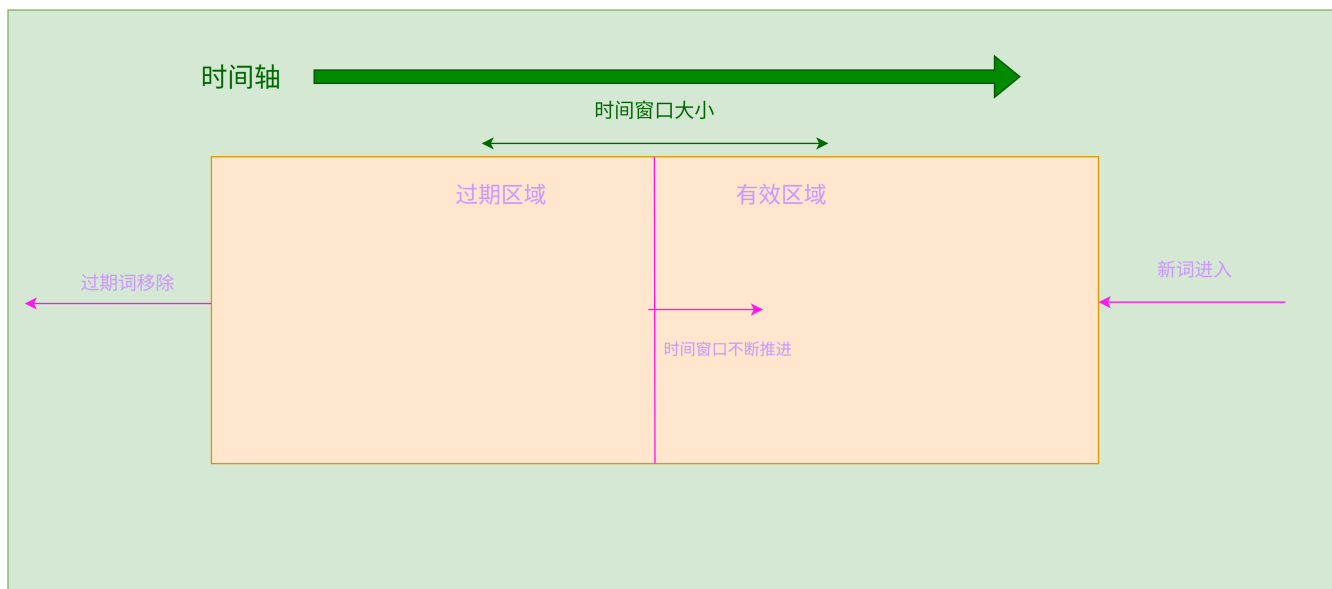 时间轴
时间窗口大小
过期区域
有效区域
过期词移除
新词进入
时间窗口不断推进